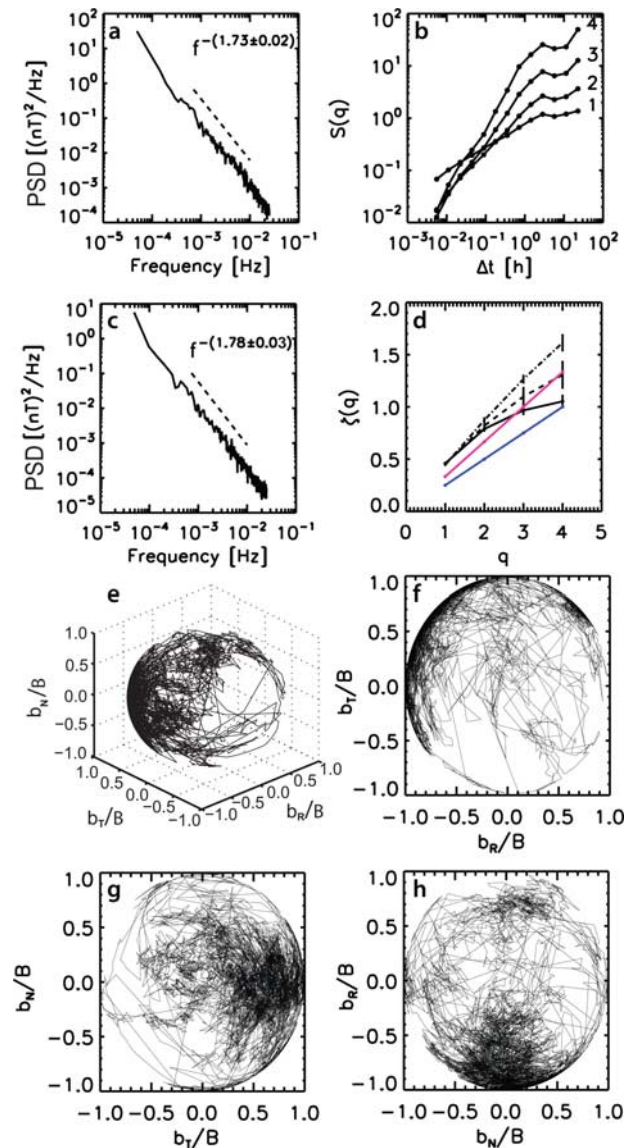 a
f^-(1.73±0.02)
PSD [(nT)²/Hz]
10²
10¹
10⁰
10⁻¹
10⁻²
10⁻³
10⁻⁴
10⁻⁵ 10⁻⁴ 10⁻³ 10⁻² 10⁻¹
Frequency [Hz]
b
4
3
2
1
S(q)
10²
10¹
10⁰
10⁻¹
10⁻²
10⁻³ 10⁻² 10⁻¹ 10⁰ 10¹ 10²
Δt [h]
c
f^-(1.78±0.03)
PSD [(nT)²/Hz]
10¹
10⁰
10⁻¹
10⁻²
10⁻³
10⁻⁴
10⁻⁵
10⁻⁵ 10⁻⁴ 10⁻³ 10⁻² 10⁻¹
Frequency [Hz]
d
ζ(q)
2.0
1.5
1.0
0.5
0.0
0 1 2 3 4 5
q
e
b_N/B
1.0
0.5
0.0
-0.5
-1.0
1.0
0.5
0.0
-0.5
-1.0
b_T/B
1.0
0.5
0.0
-0.5
-1.0
b_R/B
f
b_T/B
1.0
0.5
0.0
-0.5
-1.0
-1.0 -0.5 0.0 0.5 1.0
b_R/B
g
b_N/B
1.0
0.5
0.0
-0.5
-1.0
-1.0 -0.5 0.0 0.5 1.0
b_T/B
h
b_R/B
1.0
0.5
0.0
-0.5
-1.0
-1.0 -0.5 0.0 0.5 1.0
b_N/B